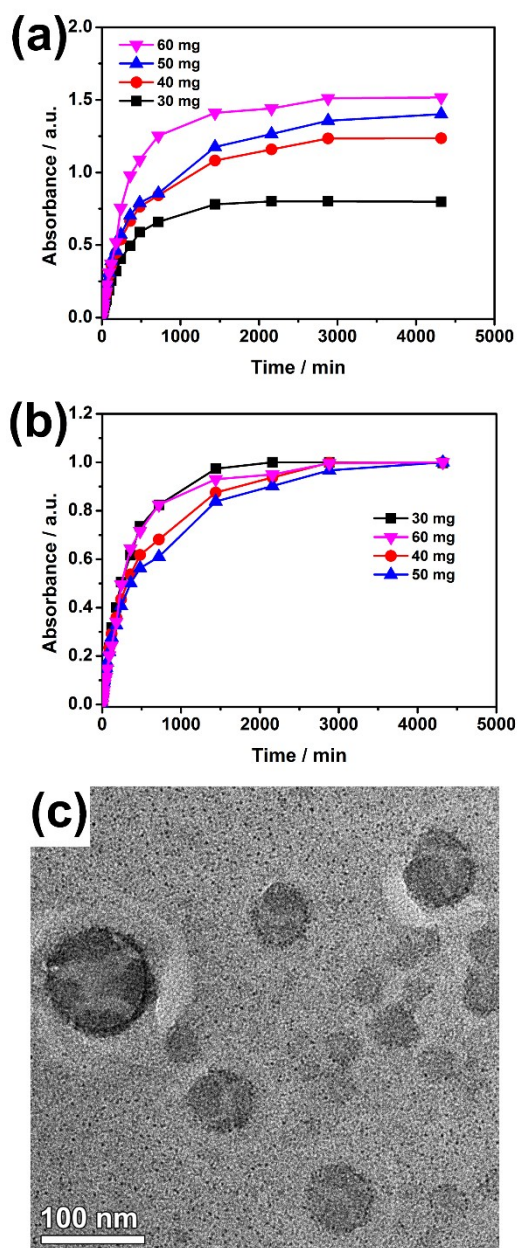 (a)
2.0
1.5
1.0
0.5
0.0
Absorbance / a.u.
60 mg
50 mg
40 mg
30 mg
0 1000 2000 3000 4000 5000
Time / min
(b)
1.2
1.0
0.8
0.6
0.4
0.2
0.0
Absorbance / a.u.
30 mg
60 mg
40 mg
50 mg
0 1000 2000 3000 4000 5000
Time / min
(c)
100 nm